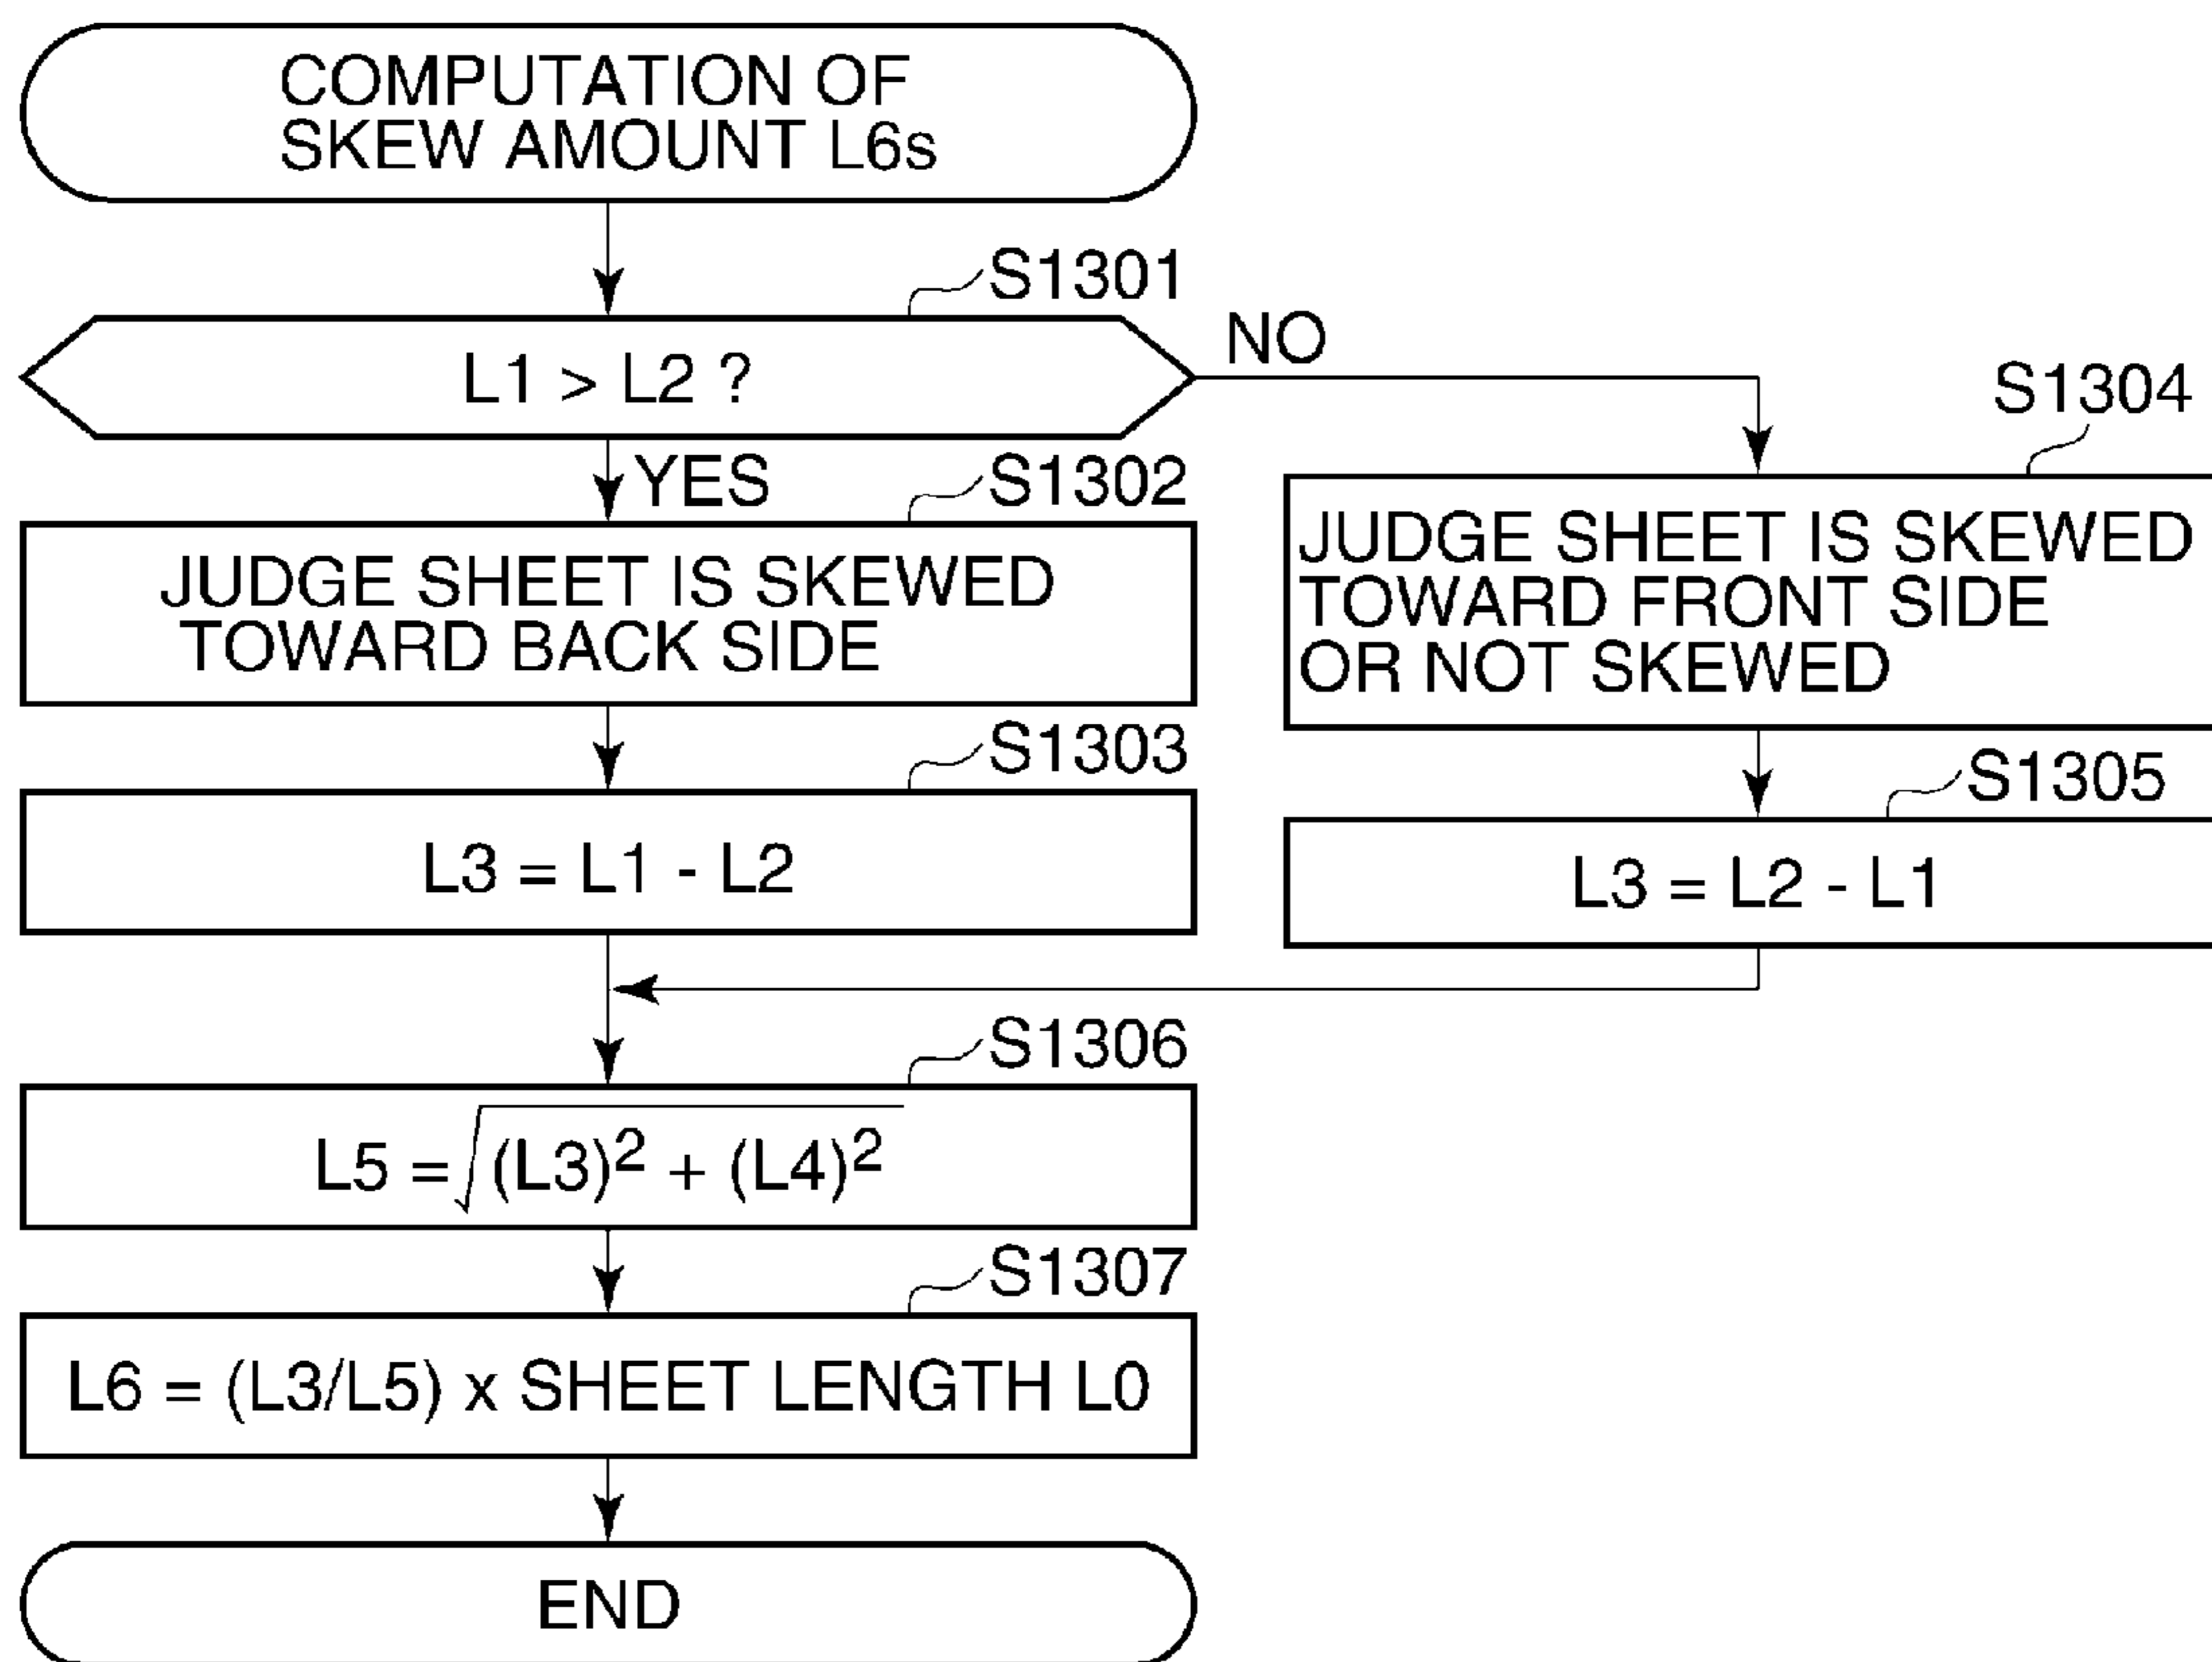 COMPUTATION OF
SKEW AMOUNT L6s
S1301
L1 > L2 ?
NO
YES
S1302
JUDGE SHEET IS SKEWED
TOWARD BACK SIDE
S1304
JUDGE SHEET IS SKEWED
TOWARD FRONT SIDE
OR NOT SKEWED
S1303
L3 = L1 - L2
S1305
L3 = L2 - L1
S1306
L5 = √(L3)² + (L4)²
S1307
L6 = (L3/L5) x SHEET LENGTH L0
END